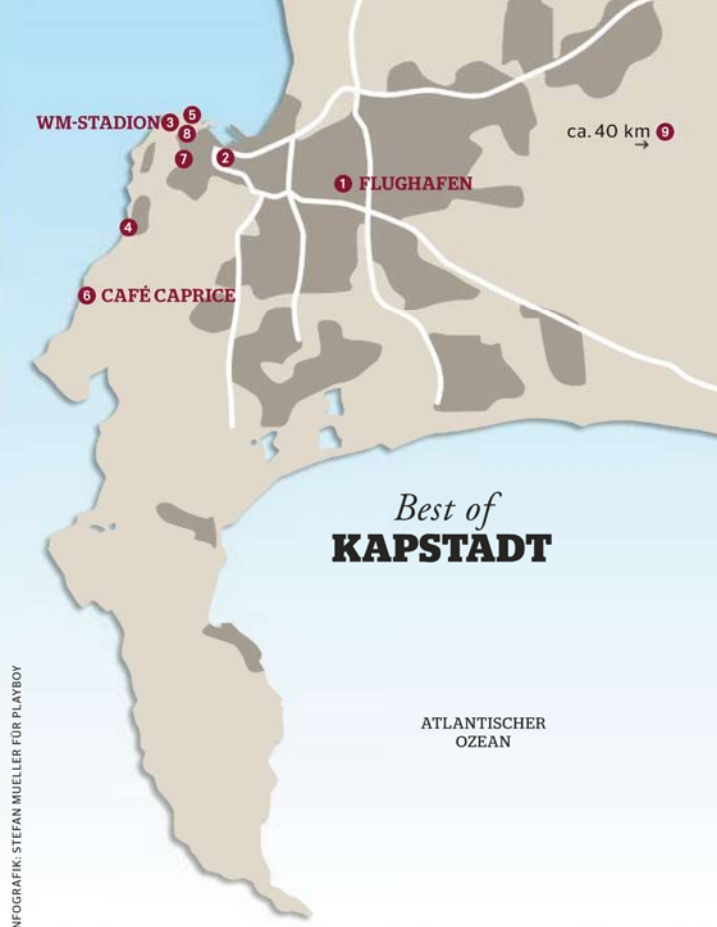 5
WM-STADION 3
8
7
2
ca. 40 km 9
→
1 FLUGHAFEN
4
6 CAFÉ CAPRICE
Best of
KAPSTADT
ATLANTISCHER
OZEAN
NFOGRAFIK: STEFAN MUELLER FÜR PLAYBOY